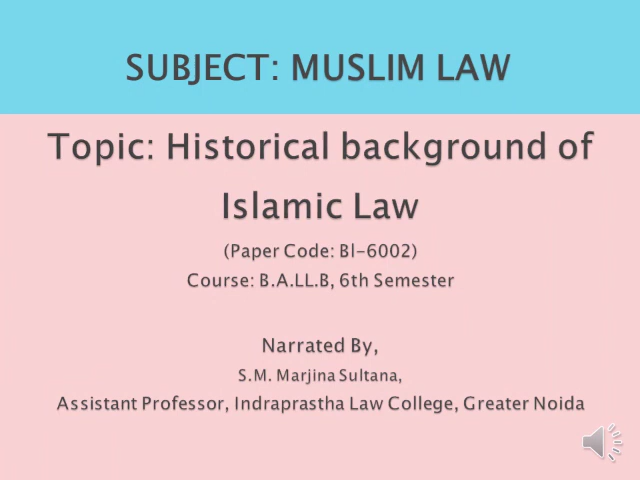 SUBJECT: MUSLIM LAW
Topic: Historical background of
Islamic Law
(Paper Code: Bl-6002)
Course: B.A.LL.B, 6th Semester
Narrated By,
S.M. Marjina Sultana,
Assistant Professor, Indraprastha Law College, Greater Noida